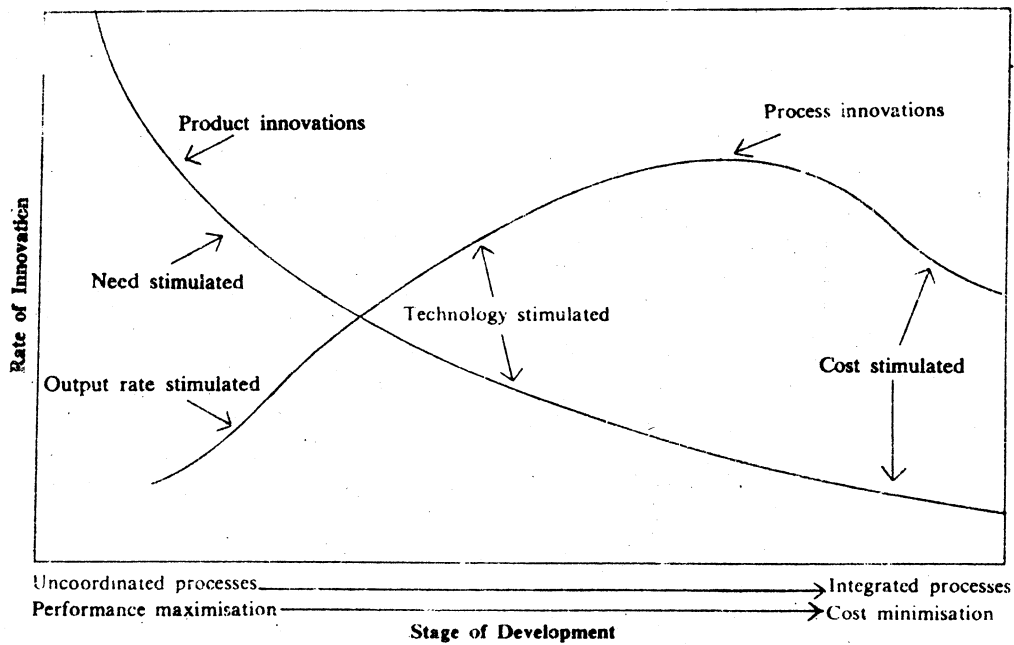 Product innovations
Process innovations
Need stimulated
Technology stimulated
Cost stimulated
Output rate stimulated
Rate of Innovation
Uncoordinated processes
Integrated processes
Performance maximisation
Cost minimisation
Stage of Development